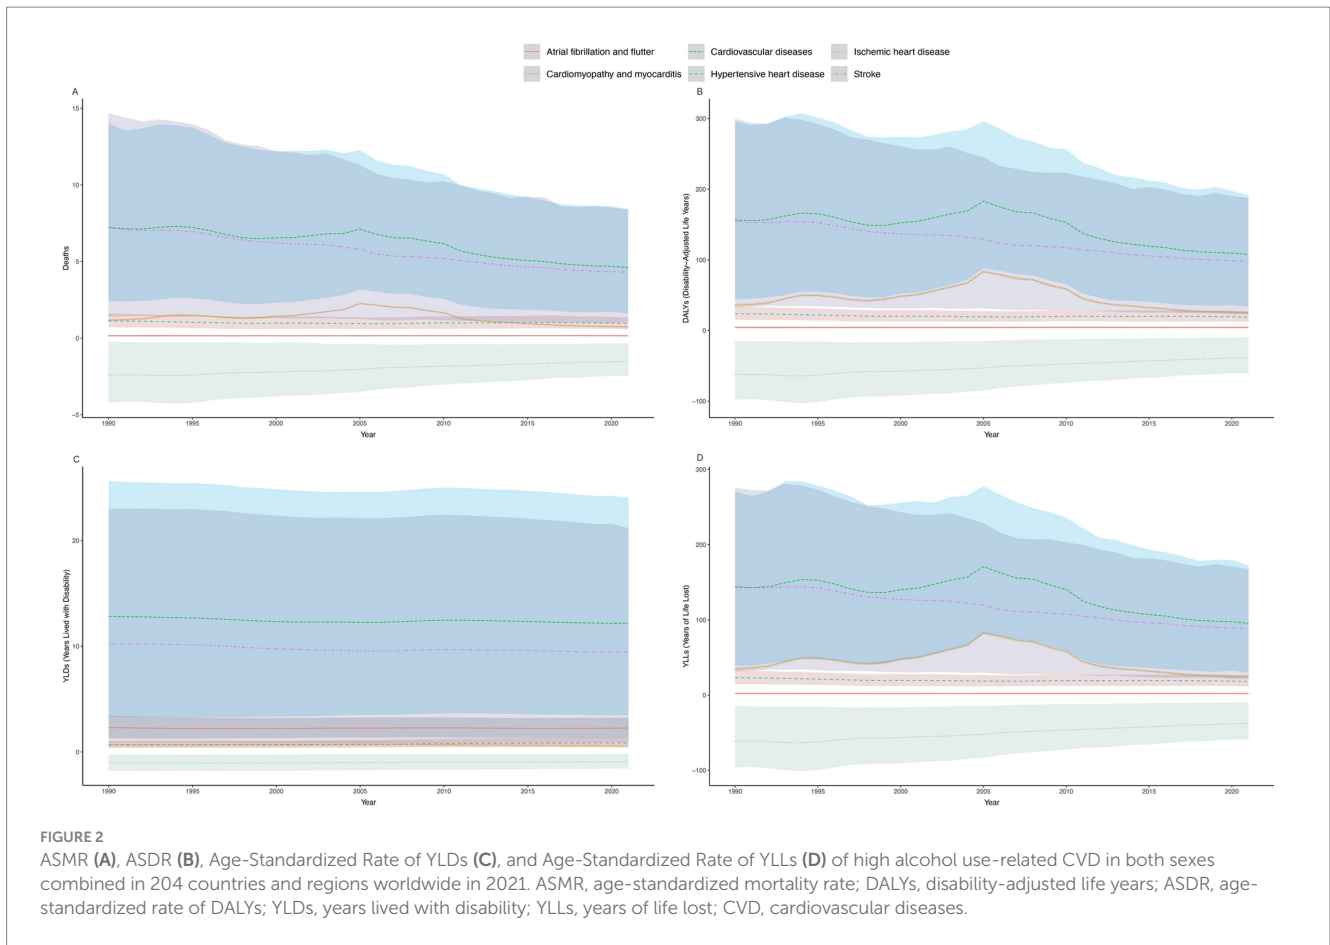 Atrial fibrillation and flutter
Cardiovascular diseases
Ischemic heart disease
Cardiomyopathy and myocarditis
Hypertensive heart disease
Stroke
A
15
10
5
0
−5
Deaths
1990
1995
2000
2005
2010
2015
2020
Year
B
300
200
100
0
−100
DALYs (Disability−Adjusted Life Years)
1990
1995
2000
2005
2010
2015
2020
Year
C
20
10
0
YLDs (Years Lived with Disability)
1990
1995
2000
2005
2010
2015
2020
Year
D
300
200
100
0
−100
YLLs (Years of Life Lost)
1990
1995
2000
2005
2010
2015
2020
Year
FIGURE 2
ASMR (A), ASDR (B), Age-Standardized Rate of YLDs (C), and Age-Standardized Rate of YLLs (D) of high alcohol use-related CVD in both sexes
combined in 204 countries and regions worldwide in 2021. ASMR, age-standardized mortality rate; DALYs, disability-adjusted life years; ASDR, age-
standardized rate of DALYs; YLDs, years lived with disability; YLLs, years of life lost; CVD, cardiovascular diseases.